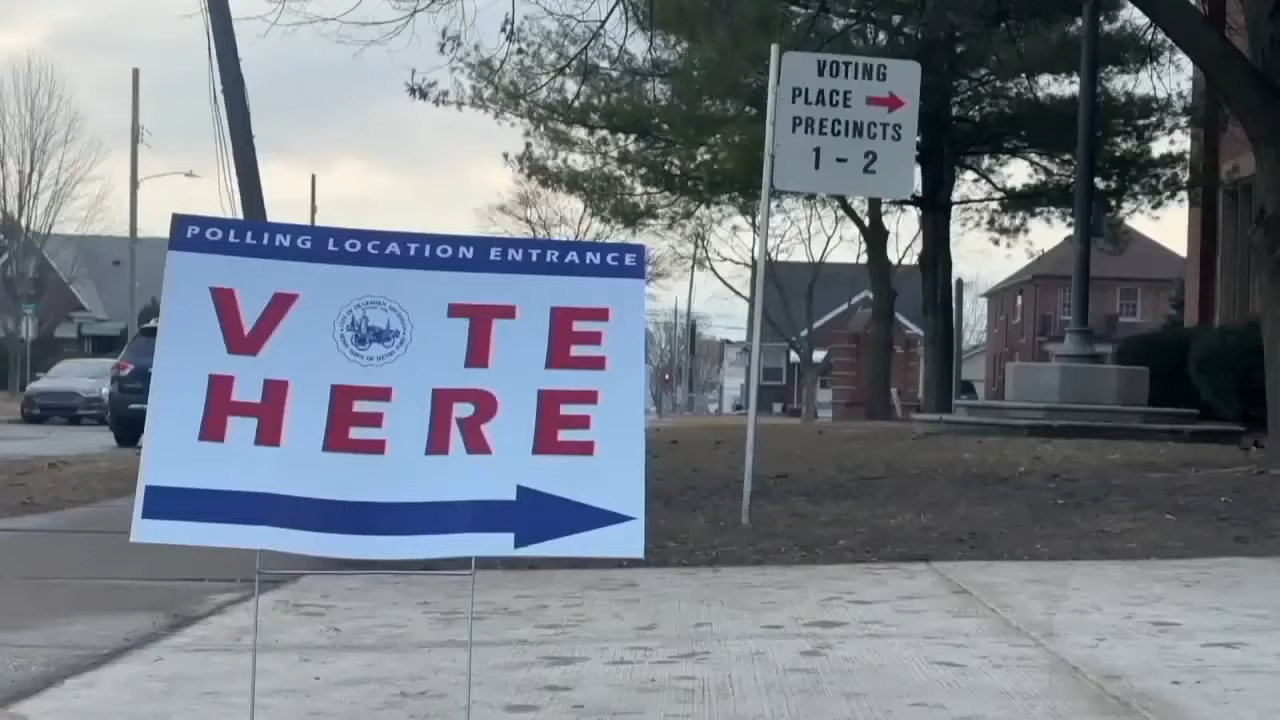 POLLING LOCATION ENTRANCE
V TE
HERE
VOTING
PLACE
PRECINCTS
1 - 2